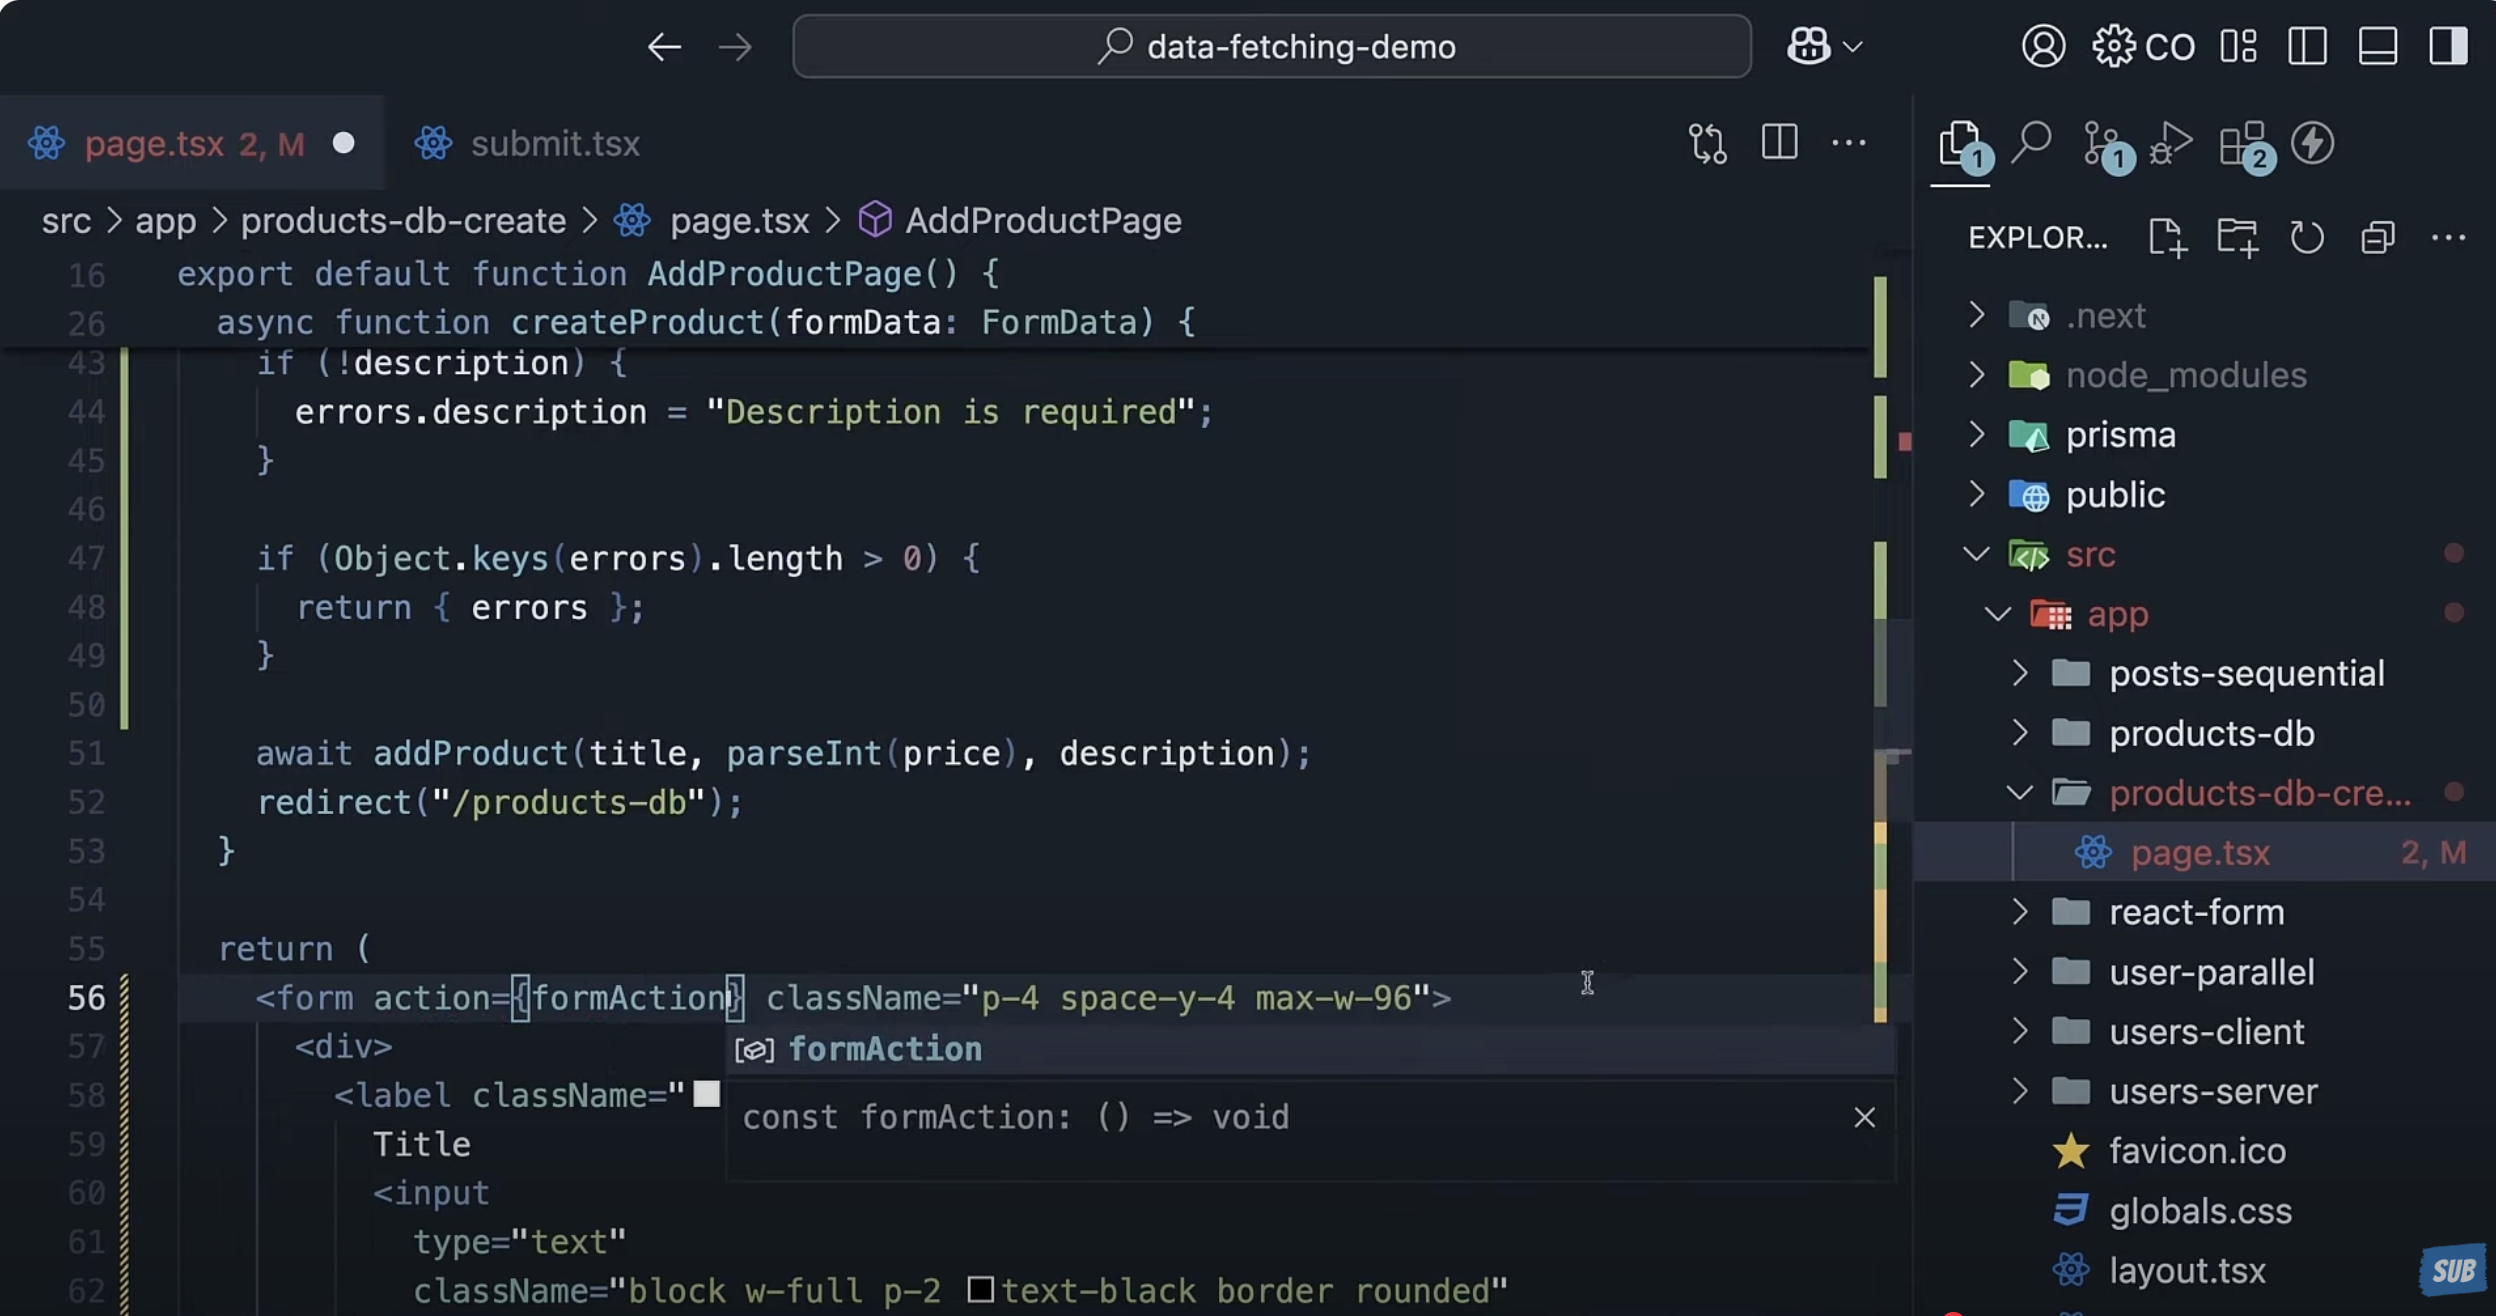 data-fetching-demo
CO
page.tsx 2, M
submit.tsx
1
1
2
src > app > products-db-create > page.tsx > AddProductPage
EXPLOR...
16 export default function AddProductPage() {
26 async function createProduct(formData: FormData) {
43 if (!description) {
44 errors.description = "Description is required";
45 }
46
47 if (Object.keys(errors).length > 0) {
48 return { errors };
49 }
50
51 await addProduct(title, parseInt(price), description);
52 redirect("/products-db");
53 }
54
55 return (
56 <form action={formAction} className="p-4 space-y-4 max-w-96">
57 <div>
formAction
58 <label className="
const formAction: () => void
59 Title
60 <input
61 type="text"
62 className="block w-full p-2 text-black border rounded"
.next
node_modules
prisma
public
src
app
posts-sequential
products-db
products-db-cre...
page.tsx 2, M
react-form
user-parallel
users-client
users-server
favicon.ico
globals.css
layout.tsx
SUB